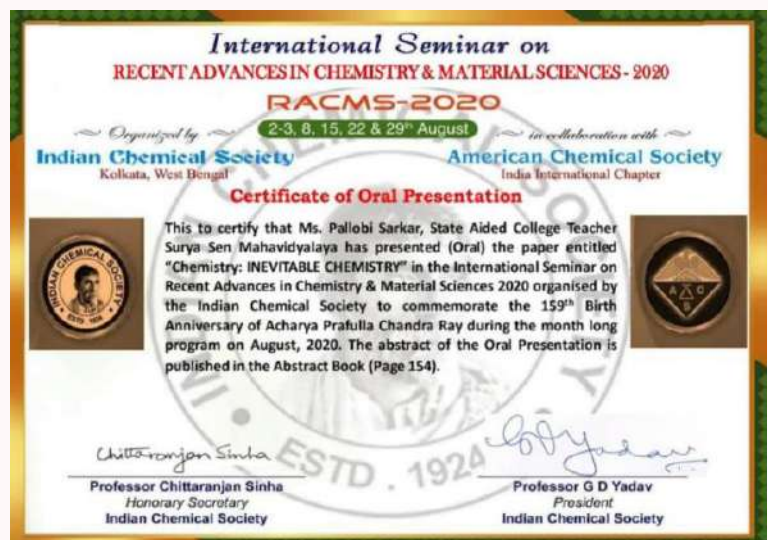 International Seminar on
RECENT ADVANCES IN CHEMISTRY & MATERIAL SCIENCES - 2020
RACMS-2020
2-3, 8, 15, 22 & 29th August
Organized by
in collaboration with
Indian Chemical Society
Kolkata, West Bengal
American Chemical Society
India International Chapter
Certificate of Oral Presentation
This to certify that Ms. Pallobi Sarkar, State Aided College Teacher
Surya Sen Mahavidyalaya has presented (Oral) the paper entitled
"Chemistry: INEVITABLE CHEMISTRY" in the International Seminar on
Recent Advances in Chemistry & Material Sciences 2020 organised by
the Indian Chemical Society to commemorate the 159th Birth
Anniversary of Acharya Prafulla Chandra Ray during the month long
program on August, 2020. The abstract of the Oral Presentation is
published in the Abstract Book (Page 154).
INDIAN CHEMICAL SOCIETY
ESTD. 1924
INDIAN CHEMICAL SOCIETY
ACS
Chittaranjan Sinha
GD Yadav
Professor Chittaranjan Sinha
Honorary Secretary
Indian Chemical Society
Professor G D Yadav
President
Indian Chemical Society